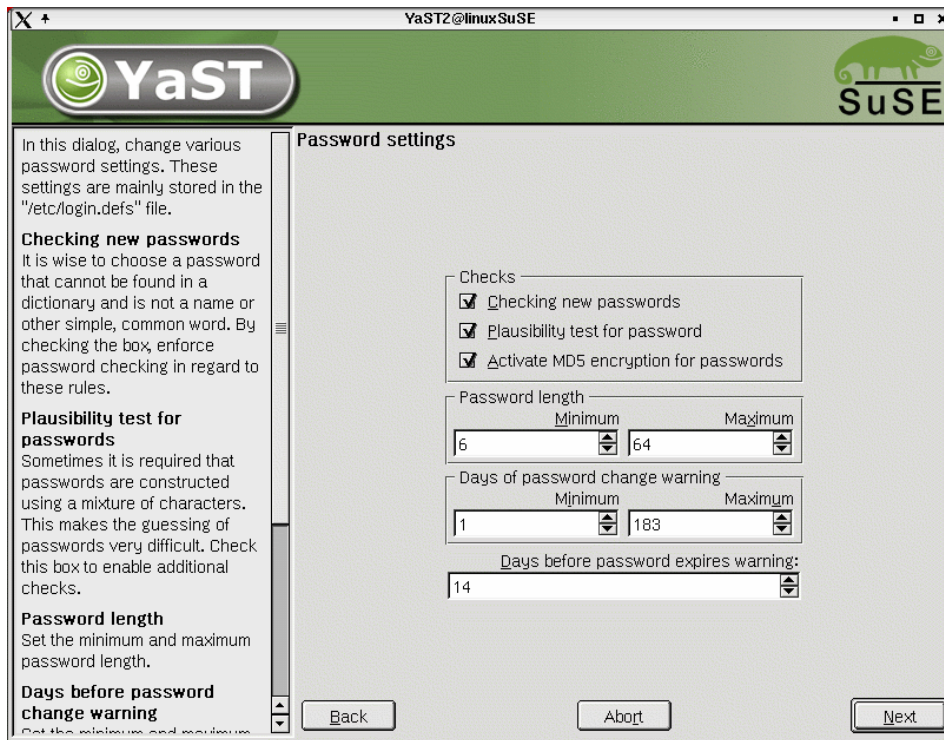 YaST2@linuxSuSE
YaST
SuSE
In this dialog, change various
password settings. These
settings are mainly stored in the
"/etc/login.defs" file.
Checking new passwords
It is wise to choose a password
that cannot be found in a
dictionary and is not a name or
other simple, common word. By
checking the box, enforce
password checking in regard to
these rules.
Plausibility test for
passwords
Sometimes it is required that
passwords are constructed
using a mixture of characters.
This makes the guessing of
passwords very difficult. Check
this box to enable additional
checks.
Password length
Set the minimum and maximum
password length.
Days before password
change warning
Set the minimum and maximum
Password settings
Checks
Checking new passwords
Plausibility test for password
Activate MD5 encryption for passwords
Password length
Minimum Maximum
6 64
Days of password change warning
Minimum Maximum
1 183
Days before password expires warning:
14
Back Abort Next